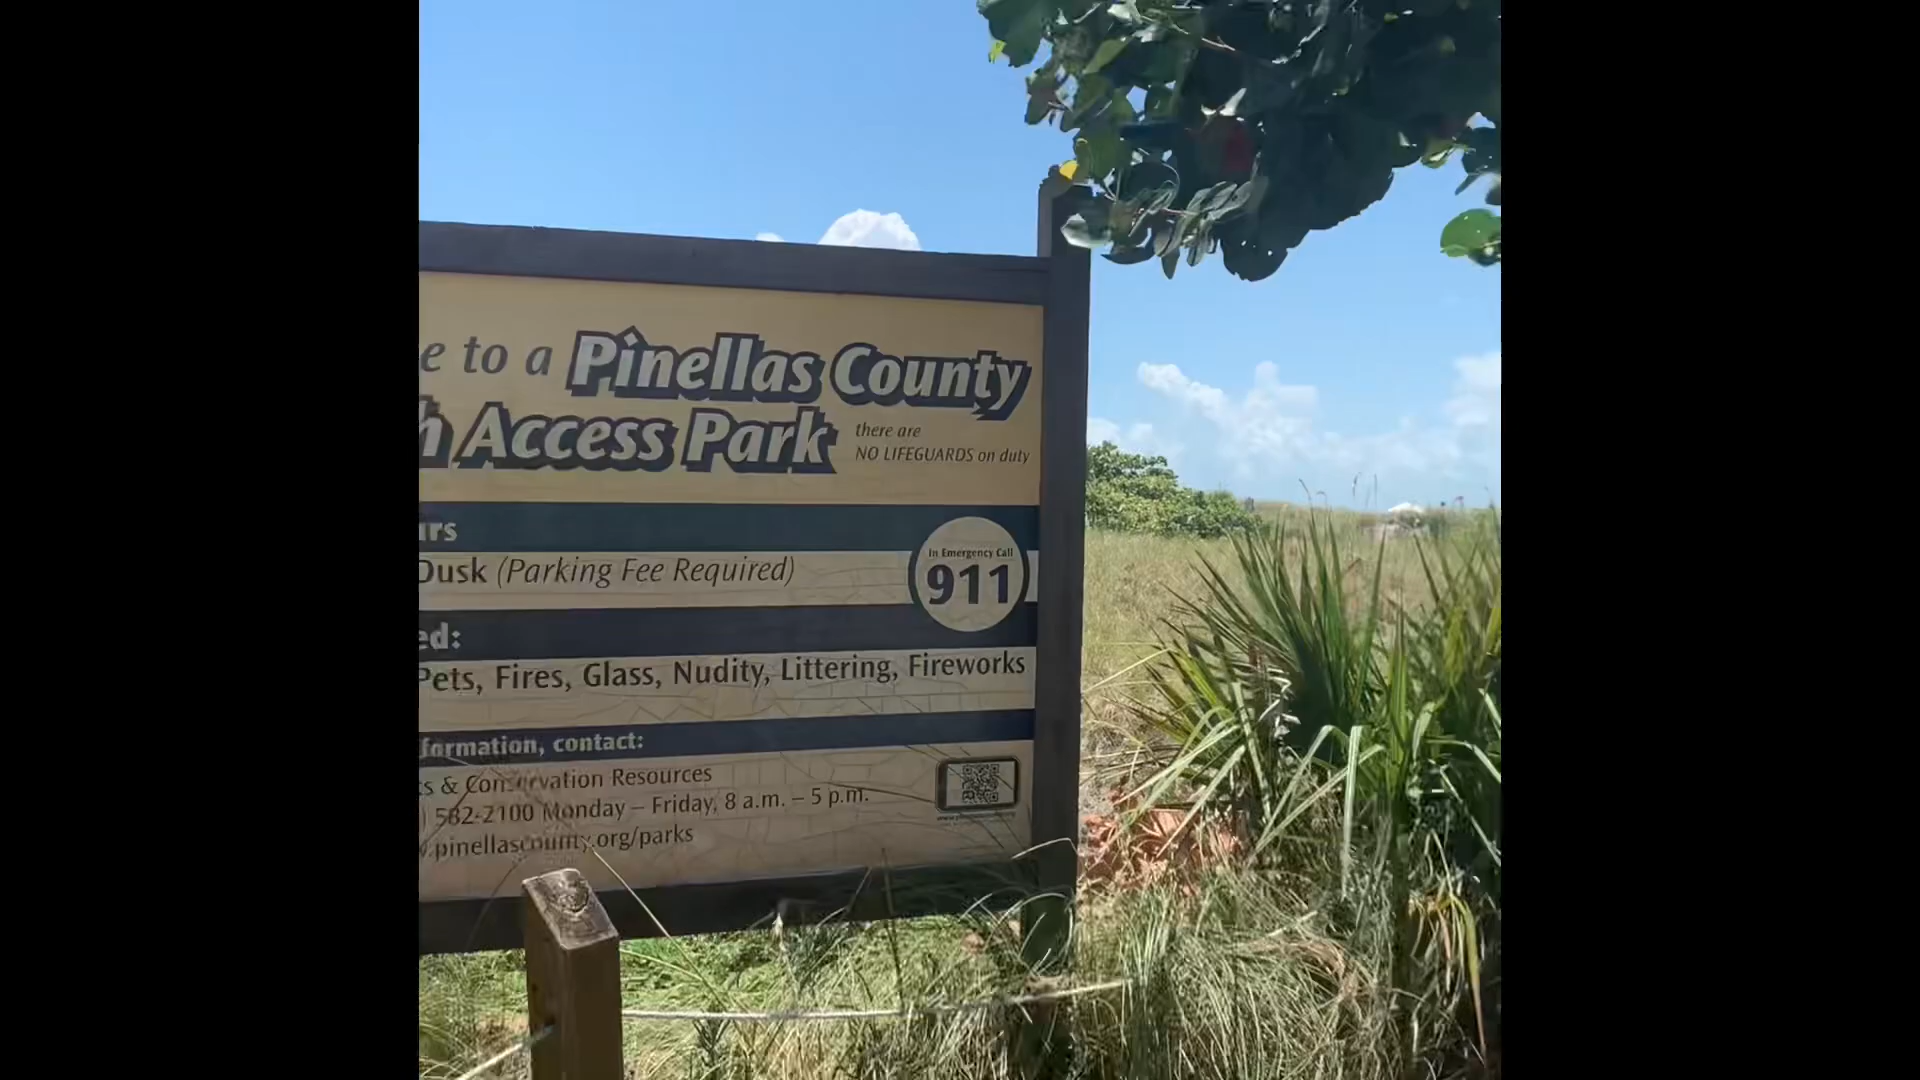 e to a Pinellas County
h Access Park
there are
NO LIFEGUARDS on duty
urs
Dusk (Parking Fee Required)
In Emergency Call
911
ed:
Pets, Fires, Glass, Nudity, Littering, Fireworks
formation, contact:
s & Conservation Resources
) 582-2100 Monday – Friday, 8 a.m. – 5 p.m.
.pinellascounty.org/parks